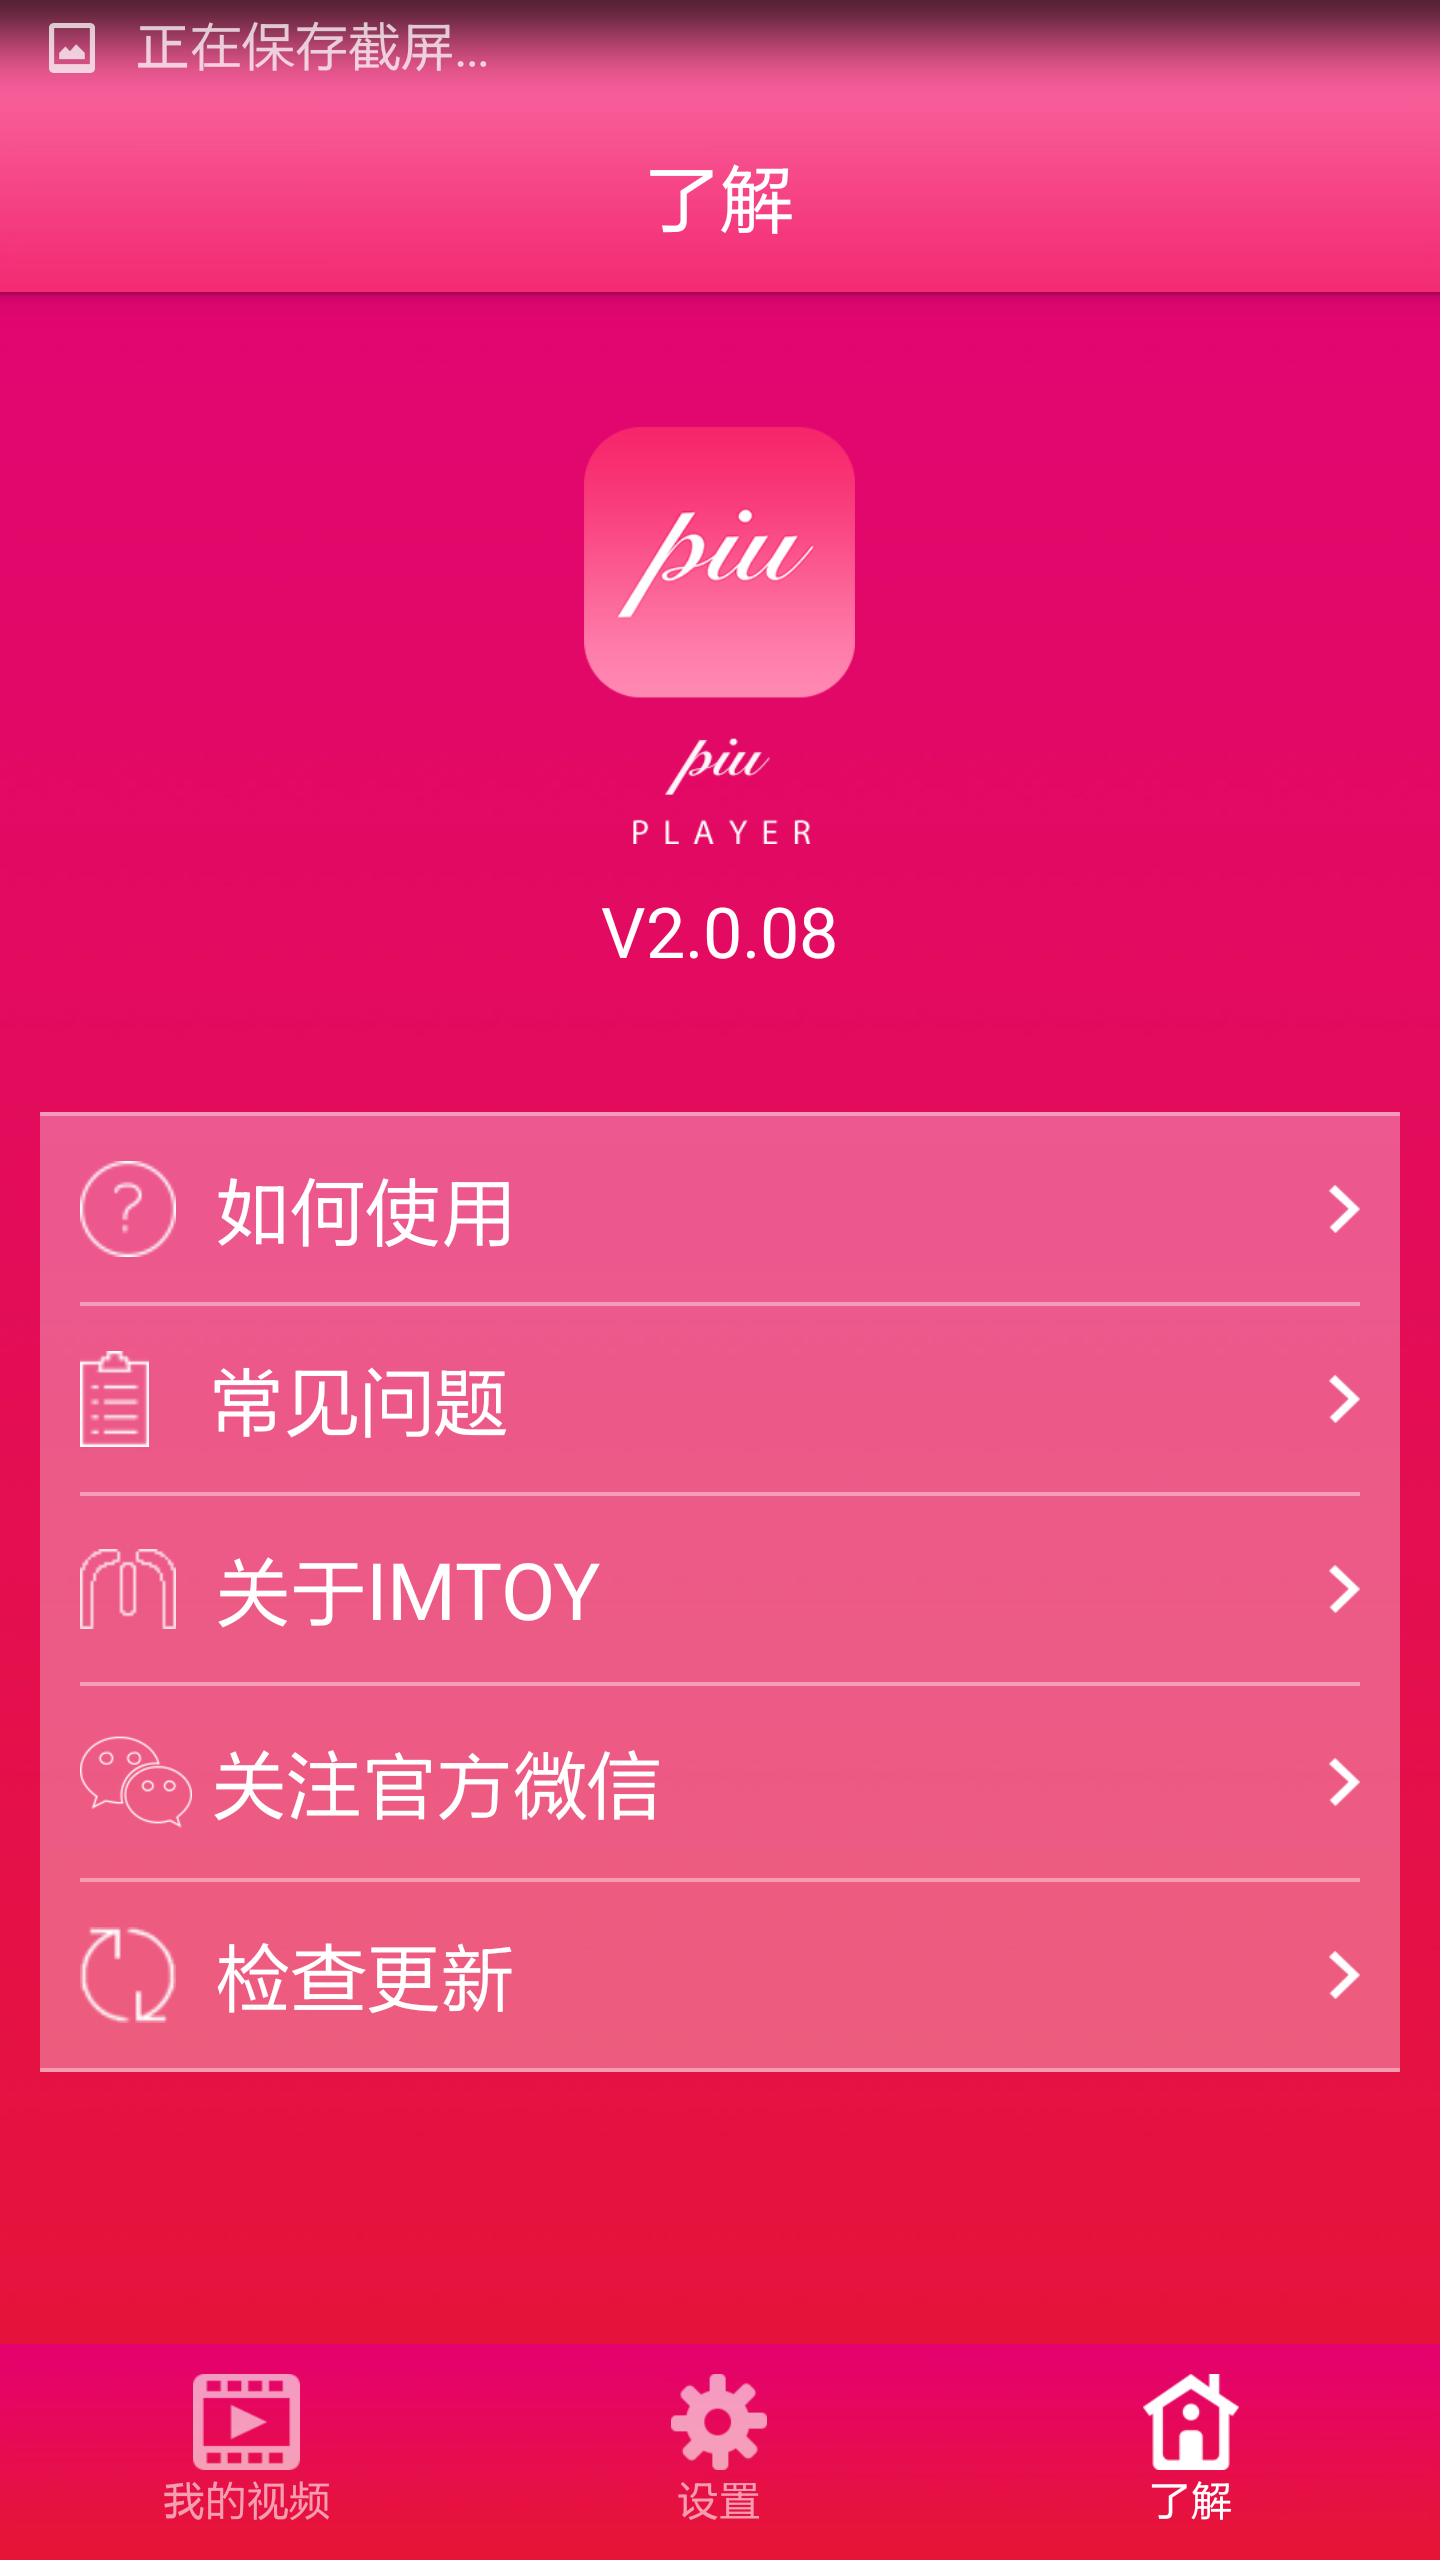 正在保存截屏...
了解
piu
piu
PLAYER
V2.0.08
如何使用
常见问题
关于IMTOY
关注官方微信
检查更新
我的视频
设置
了解